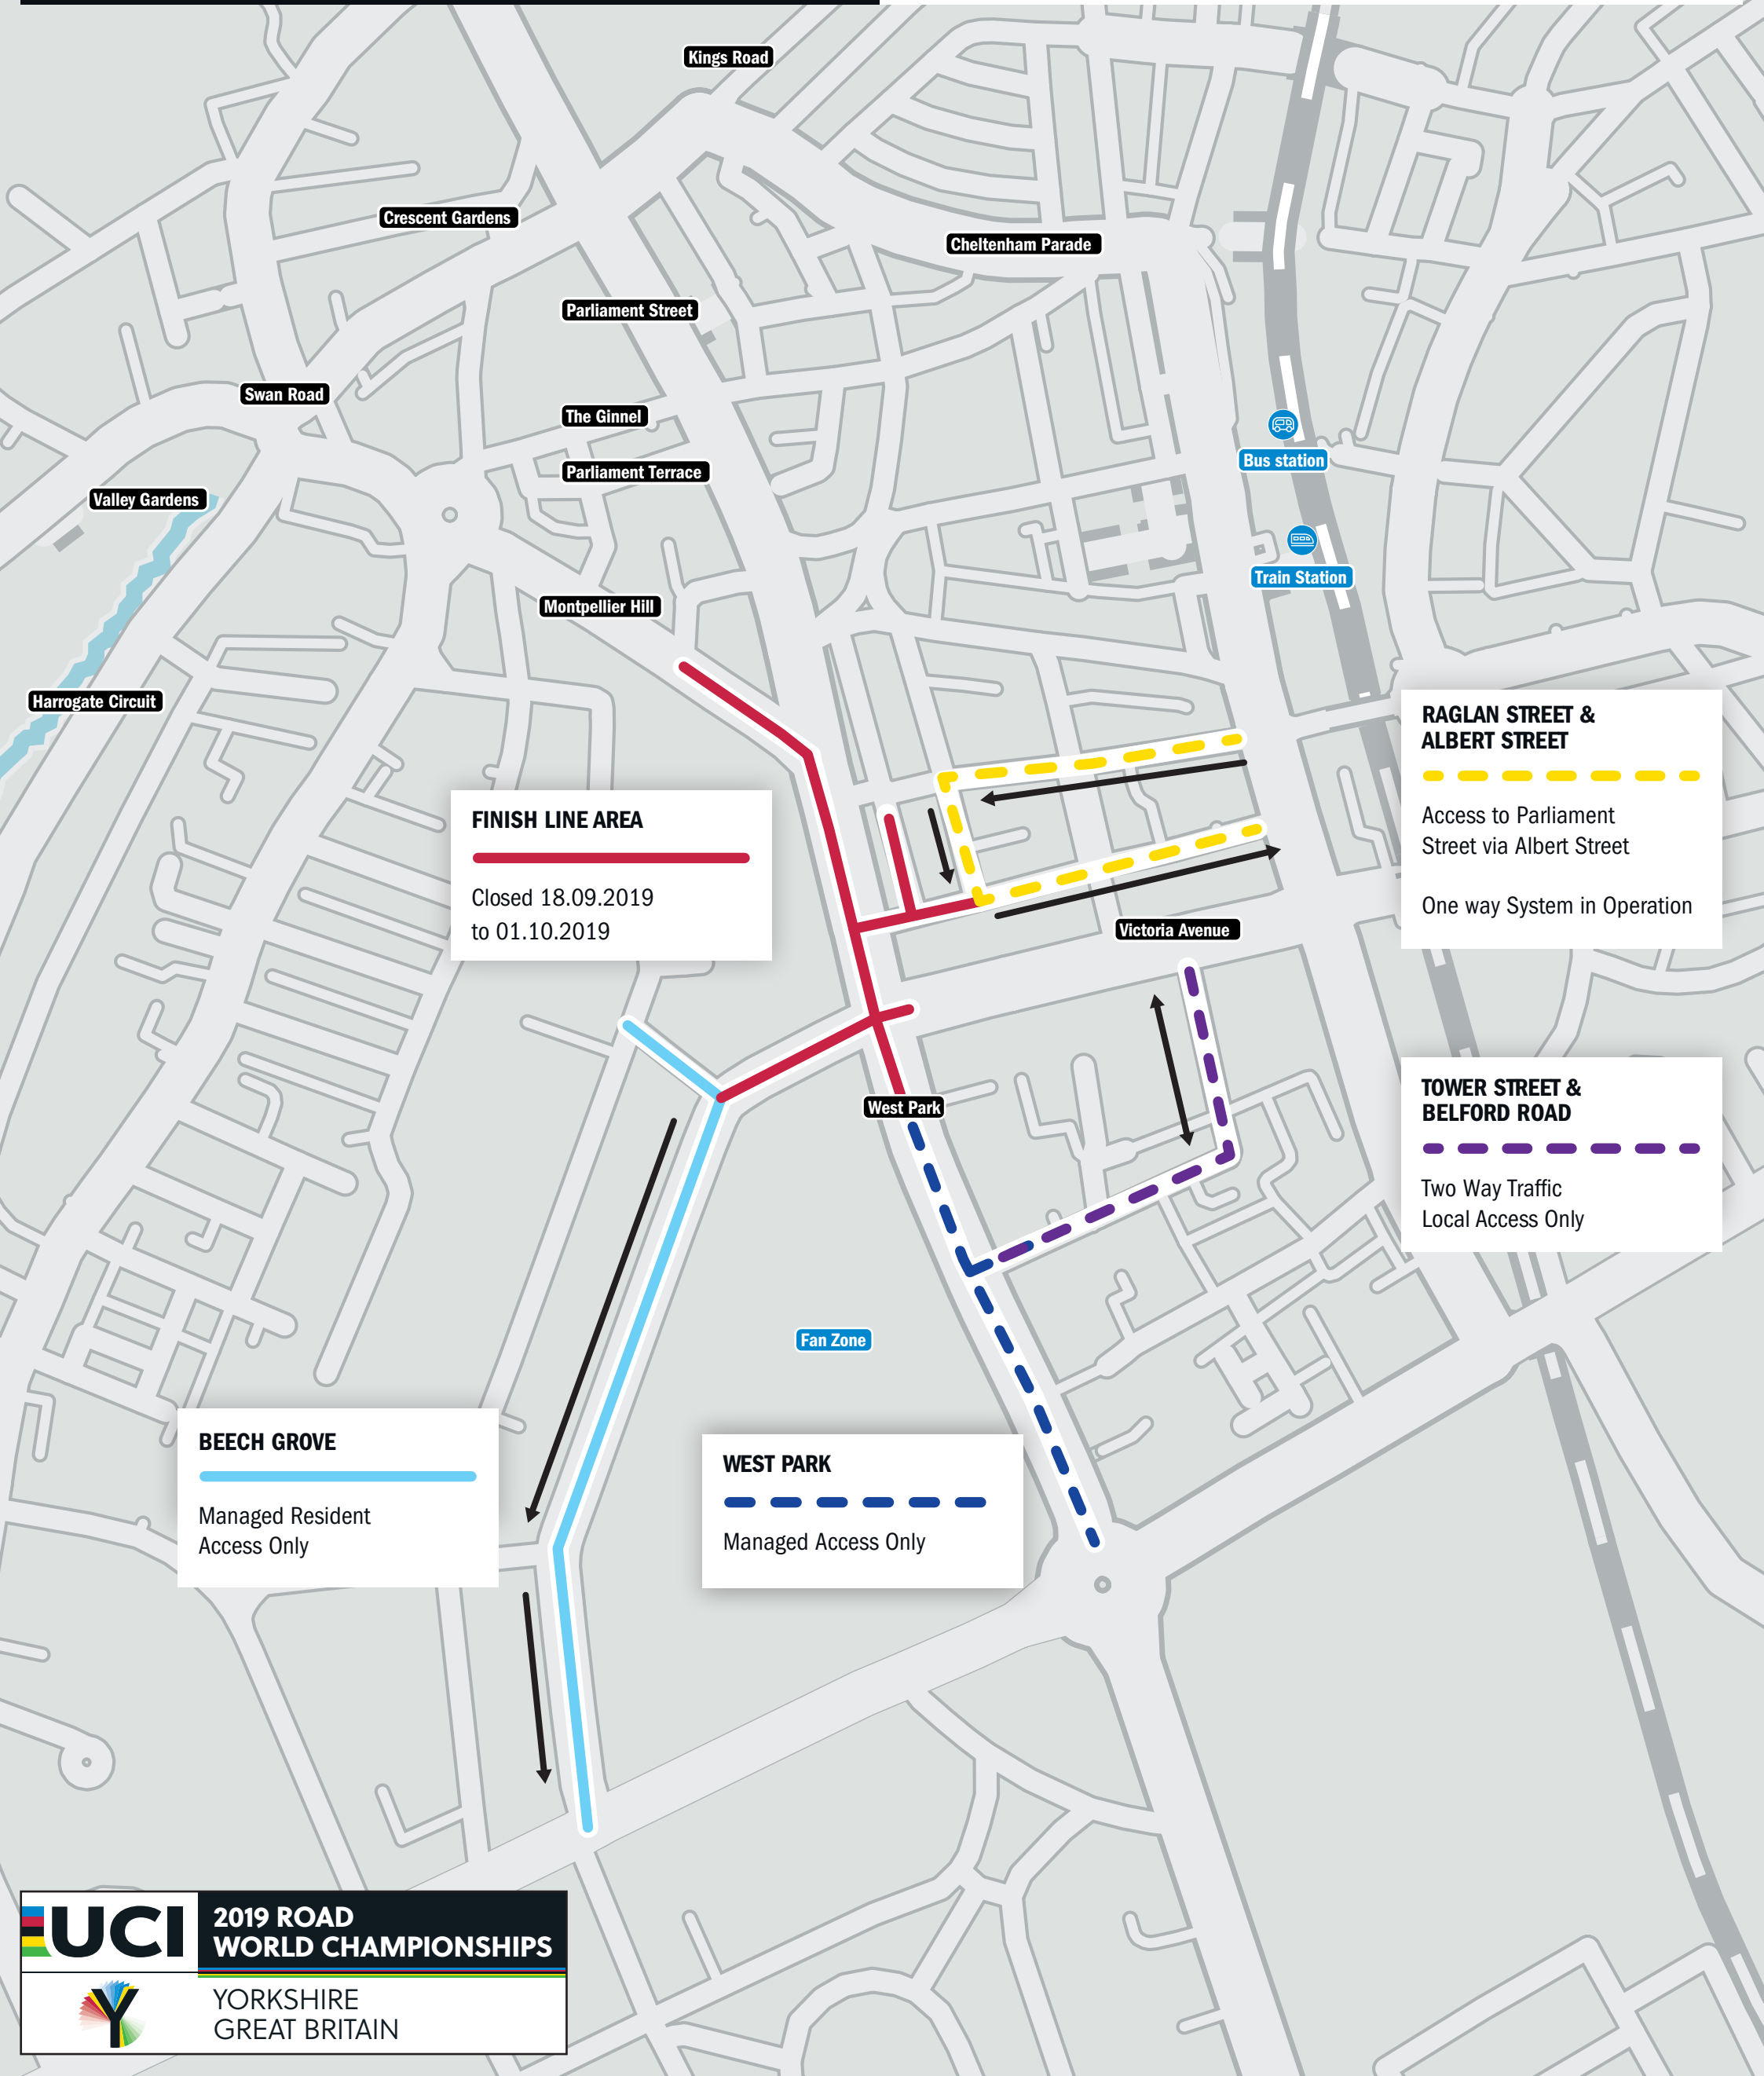 Kings Road
Crescent Gardens
Cheltenham Parade
Parliament Street
Swan Road
The Ginnel
Bus station
Parliament Terrace
Valley Gardens
Train Station
Montpellier Hill
Harrogate Circuit
RAGLAN STREET &
ALBERT STREET
Access to Parliament
Street via Albert Street
One way System in Operation
FINISH LINE AREA
Closed 18.09.2019
to 01.10.2019
Victoria Avenue
West Park
TOWER STREET &
BELFORD ROAD
Two Way Traffic
Local Access Only
Fan Zone
BEECH GROVE
Managed Resident
Access Only
WEST PARK
Managed Access Only
UCI
2019 ROAD
WORLD CHAMPIONSHIPS
Y
YORKSHIRE
GREAT BRITAIN